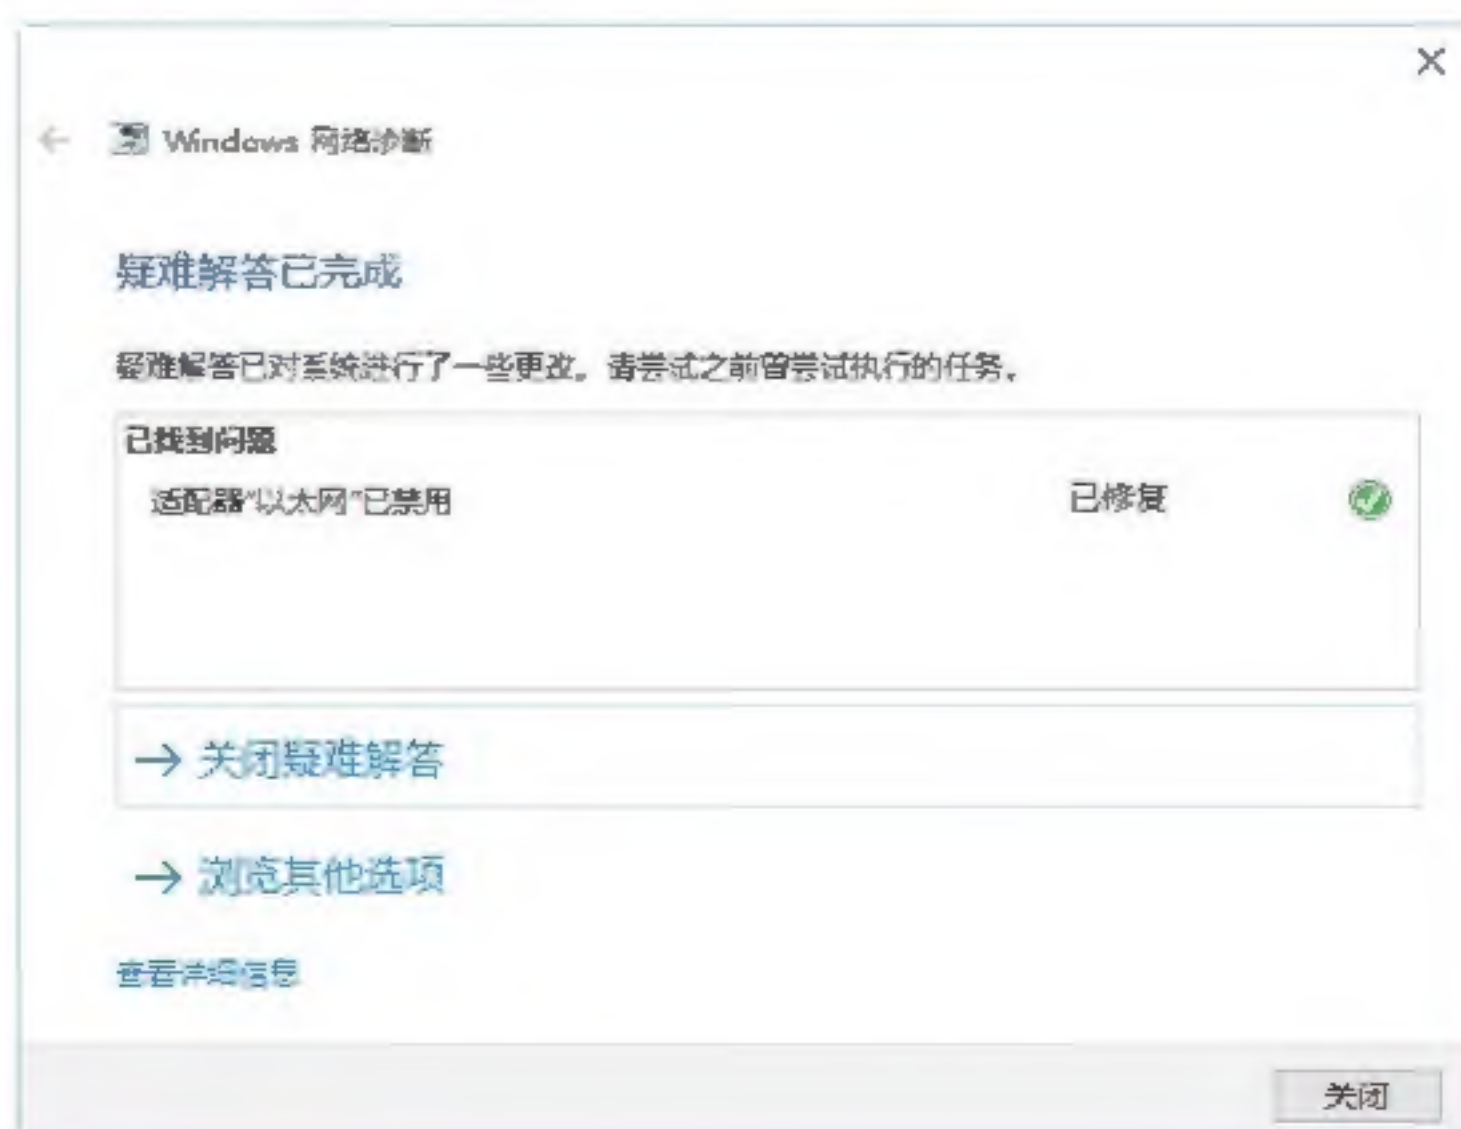 Windows 网络诊断
疑难解答已完成
疑难解答已对系统进行了一些更改。请尝试之前曾尝试执行的任务。
已找到问题
适配器“以太网”已禁用 已修复
→ 关闭疑难解答
→ 浏览其他选项
查看详细信息
关闭